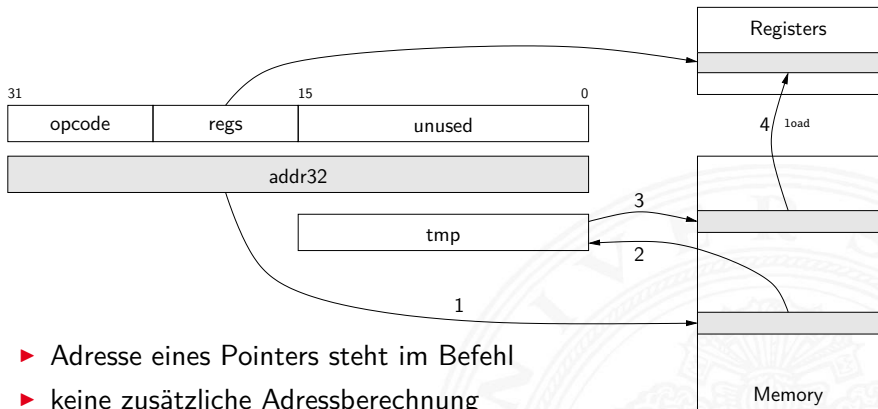 Registers
31 15 0
opcode regs unused
4 load
addr32
3
tmp
2
1
▶ Adresse eines Pointers steht im Befehl
▶ keine zusätzliche Adressberechnung
Memory